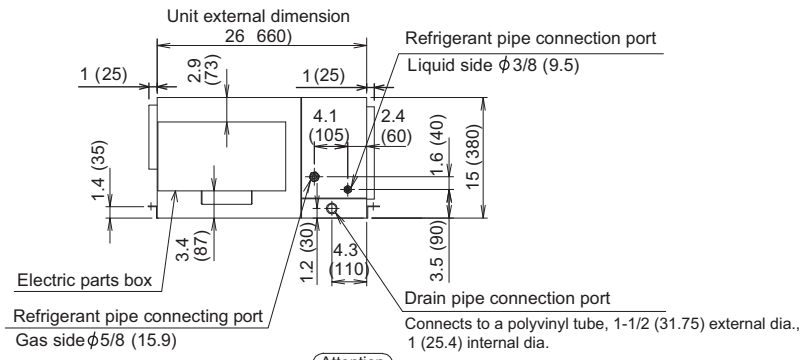 Unit external dimension
26 660)
Refrigerant pipe connection port
Liquid side ϕ3/8 (9.5)
1 (25)
2.9
(73)
1(25)
4.1
(105)
2.4
(60)
1.6 (40)
15 (380)
1.4 (35)
3.4
(87)
1.2 (30)
4.3
(110)
3.5 (90)
Electric parts box
Refrigerant pipe connecting port
Gas sideϕ5/8 (15.9)
Drain pipe connection port
Connects to a polyvinyl tube, 1-1/2 (31.75) external dia.,
1 (25.4) internal dia.
Attention